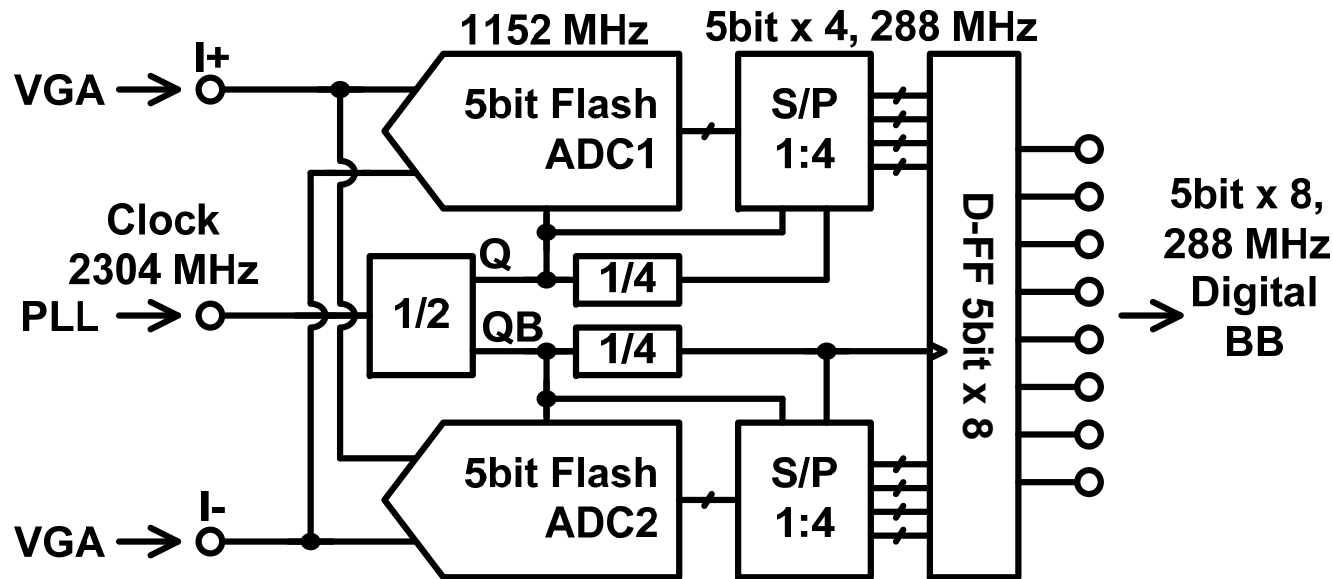 1152 MHz
5bit x 4, 288 MHz
I+
VGA
5bit Flash
ADC1
S/P
1:4
Clock
2304 MHz
PLL
1/2
Q
1/4
QB
1/4
D-FF 5bit x 8
5bit x 8,
288 MHz
Digital
BB
I-
VGA
5bit Flash
ADC2
S/P
1:4